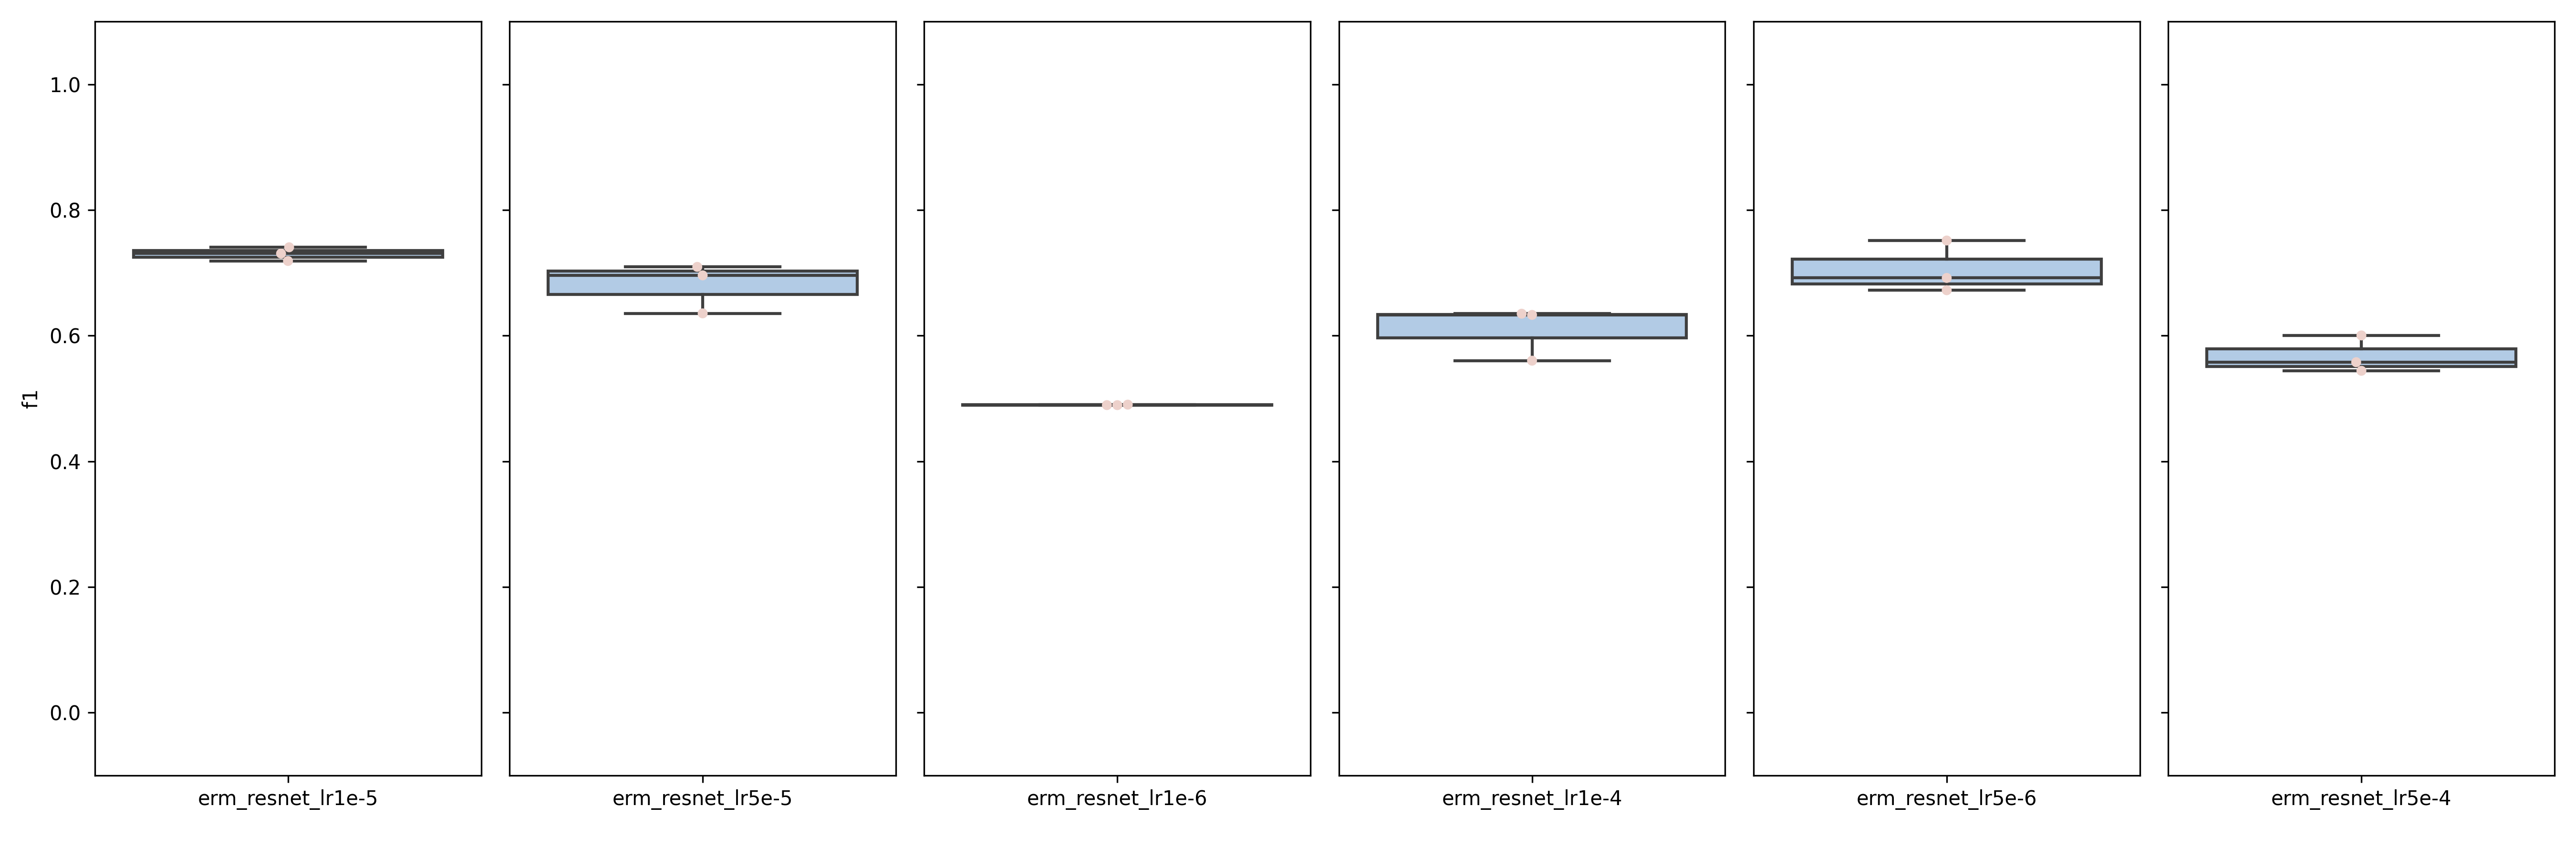 f1
1.0
0.8
0.6
0.4
0.2
0.0
erm_resnet_lr1e-5
erm_resnet_lr5e-5
erm_resnet_lr1e-6
erm_resnet_lr1e-4
erm_resnet_lr5e-6
erm_resnet_lr5e-4